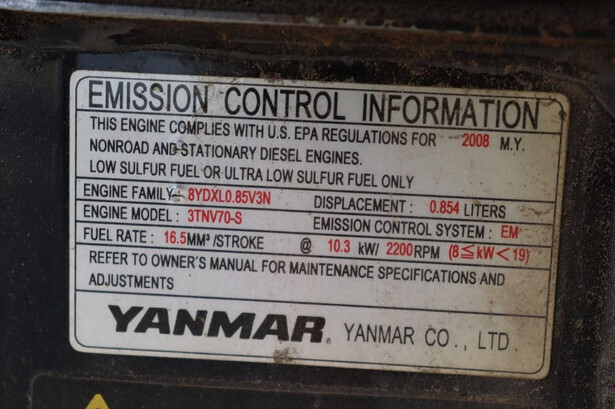 EMISSION CONTROL INFORMATION
THIS ENGINE COMPLIES WITH U.S. EPA REGULATIONS FOR 2008 M.Y.
NONROAD AND STATIONARY DIESEL ENGINES.
LOW SULFUR FUEL OR ULTRA LOW SULFUR FUEL ONLY
ENGINE FAMILY : 8YDXL0.85V3N DISPLACEMENT : 0.854 LITERS
ENGINE MODEL : 3TNV70-S EMISSION CONTROL SYSTEM : EM
FUEL RATE : 16.5MM³/STROKE @ 10.3 kW/ 2200RPM (8≦kW<19)
REFER TO OWNER'S MANUAL FOR MAINTENANCE SPECIFICATIONS AND
ADJUSTMENTS
YANMAR® YANMAR CO., LTD.